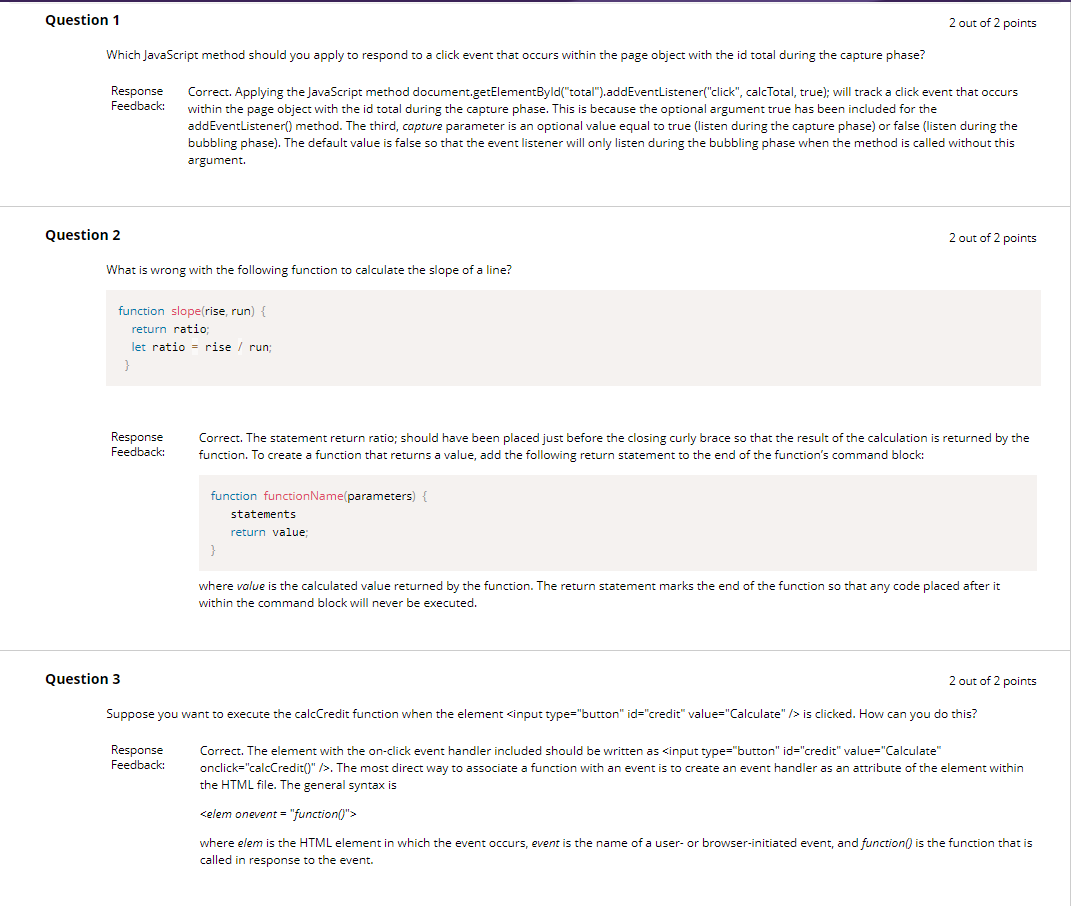 Question 1
2 out of 2 points
Which JavaScript method should you apply to respond to a click event that occurs within the page object with the id total during the capture phase?
Response
Feedback:
Correct. Applying the JavaScript method document.getElementById("total").addEventListener("click", calcTotal, true); will track a click event that occurs
within the page object with the id total during the capture phase. This is because the optional argument true has been included for the
addEventListener() method. The third, capture parameter is an optional value equal to true (listen during the capture phase) or false (listen during the
bubbling phase). The default value is false so that the event listener will only listen during the bubbling phase when the method is called without this
argument.
Question 2
2 out of 2 points
What is wrong with the following function to calculate the slope of a line?
function slope(rise, run) {
return ratio;
let ratio = rise / run;
}
Response
Feedback:
Correct. The statement return ratio; should have been placed just before the closing curly brace so that the result of the calculation is returned by the
function. To create a function that returns a value, add the following return statement to the end of the function's command block:
function functionName(parameters) {
statements
return value;
}
where value is the calculated value returned by the function. The return statement marks the end of the function so that any code placed after it
within the command block will never be executed.
Question 3
2 out of 2 points
Suppose you want to execute the calcCredit function when the element <input type="button" id="credit" value="Calculate" /> is clicked. How can you do this?
Response
Feedback:
Correct. The element with the on-click event handler included should be written as <input type="button" id="credit" value="Calculate"
onclick="calcCredit()" />. The most direct way to associate a function with an event is to create an event handler as an attribute of the element within
the HTML file. The general syntax is
<elem onevent = "function()">
where elem is the HTML element in which the event occurs, event is the name of a user- or browser-initiated event, and function() is the function that is
called in response to the event.